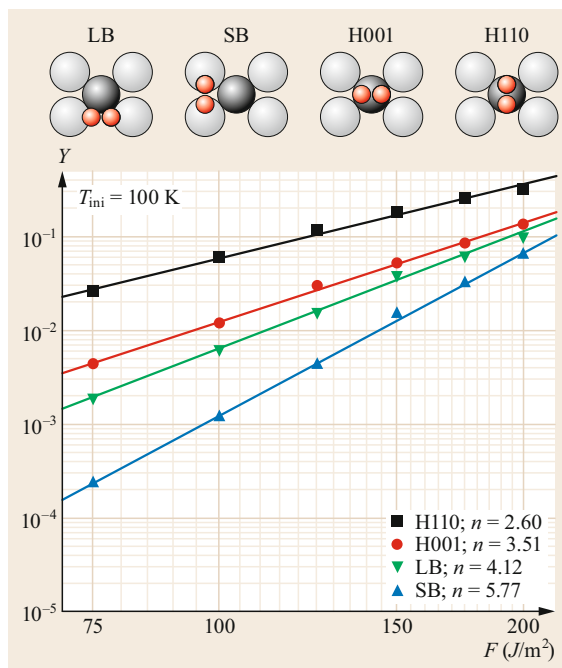 LB SB H001 H110
Y
T_ini = 100 K
10⁻¹
10⁻²
10⁻³
10⁻⁴
10⁻⁵
H110; n = 2.60
H001; n = 3.51
LB; n = 4.12
SB; n = 5.77
75 100 150 200
F (J/m²)